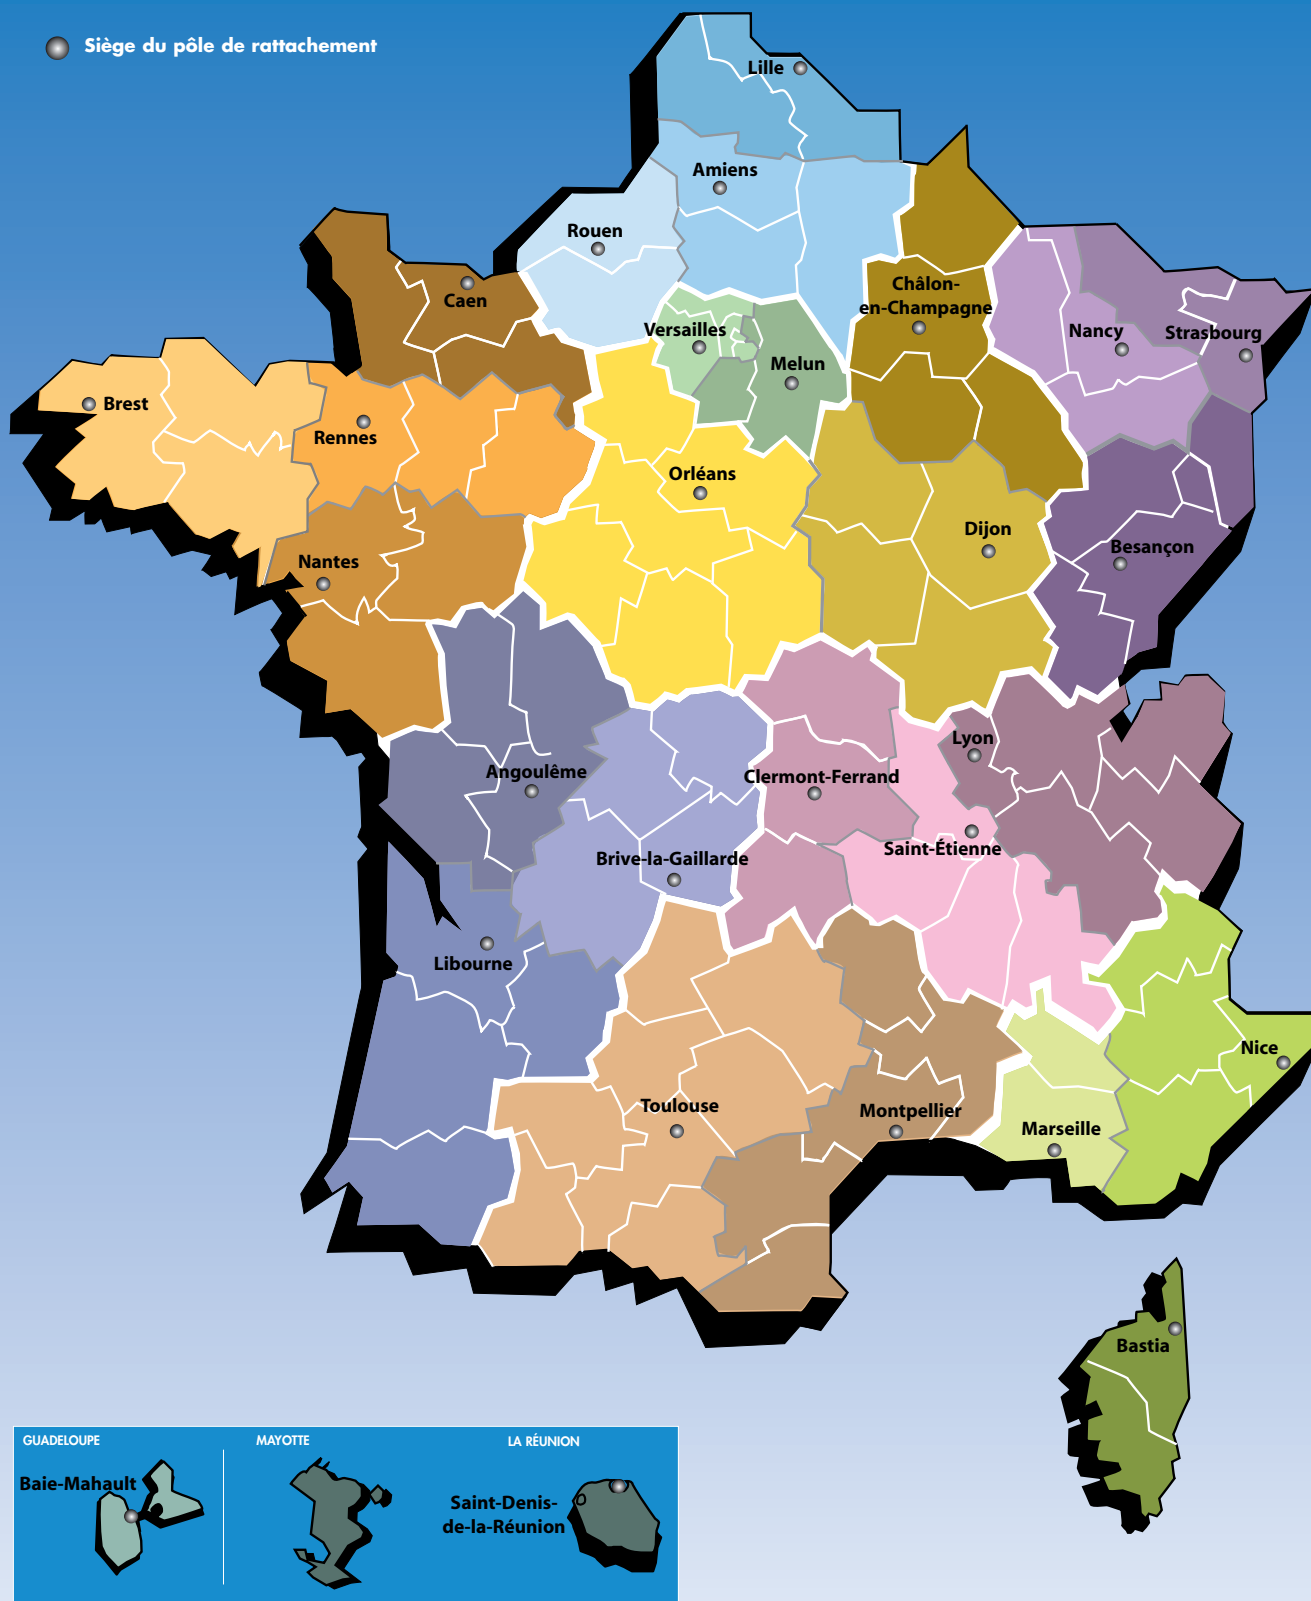 Siège du pôle de rattachement
Lille
Amiens
Rouen
Caen
Châlon-
en-Champagne
Versailles
Nancy
Strasbourg
Melun
Brest
Rennes
Orléans
Dijon
Besançon
Nantes
Lyon
Angoulême
Clermont-Ferrand
Saint-Étienne
Brive-la-Gaillarde
Libourne
Nice
Toulouse
Montpellier
Marseille
Bastia
GUADELOUPE
MAYOTTE
LA RÉUNION
Baie-Mahault
Saint-Denis-
de-la-Réunion